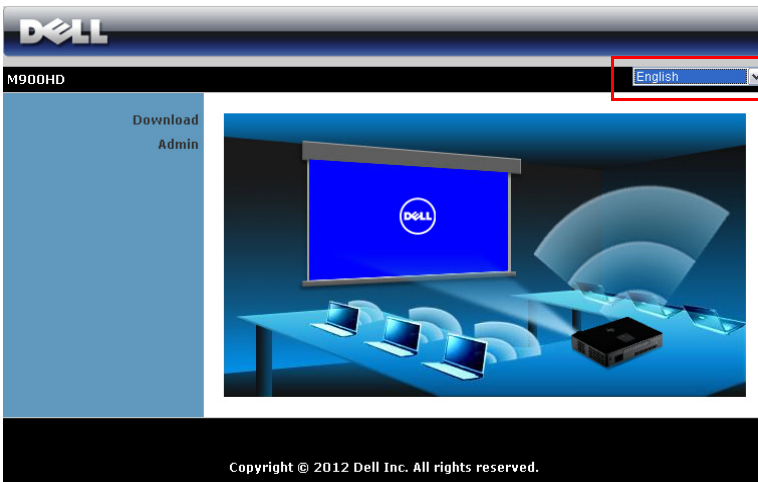 DELL
M900HD
English
Download
Admin
DELL
Copyright © 2012 Dell Inc. All rights reserved.